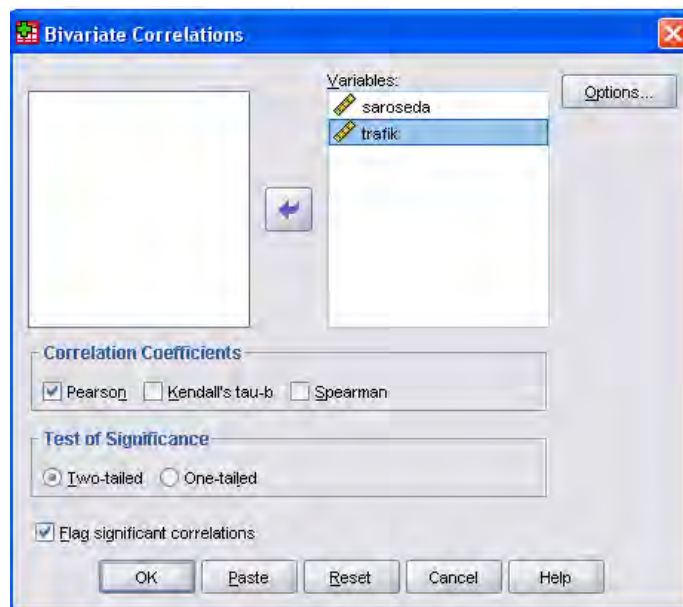 Bivariate Correlations
Variables:
saroseda
trafik
Options...
Correlation Coefficients
Pearson Kendall's tau-b Spearman
Test of Significance
Two-tailed One-tailed
Flag significant correlations
OK Paste Reset Cancel Help